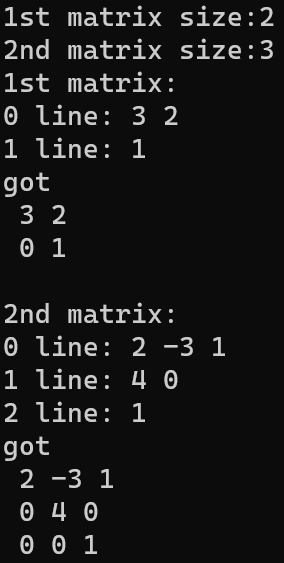 1st matrix size:2
2nd matrix size:3
1st matrix:
0 line: 3 2
1 line: 1
got
 3 2
 0 1

2nd matrix:
0 line: 2 -3 1
1 line: 4 0
2 line: 1
got
 2 -3 1
 0 4 0
 0 0 1